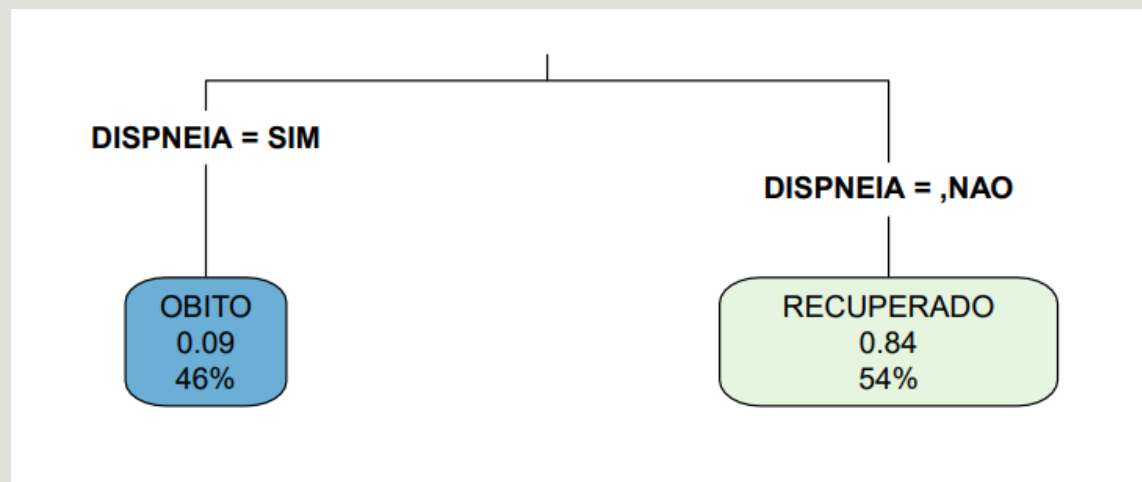 DISPNEIA = SIM
DISPNEIA = ,NAO
OBITO
0.09
46%
RECUPERADO
0.84
54%